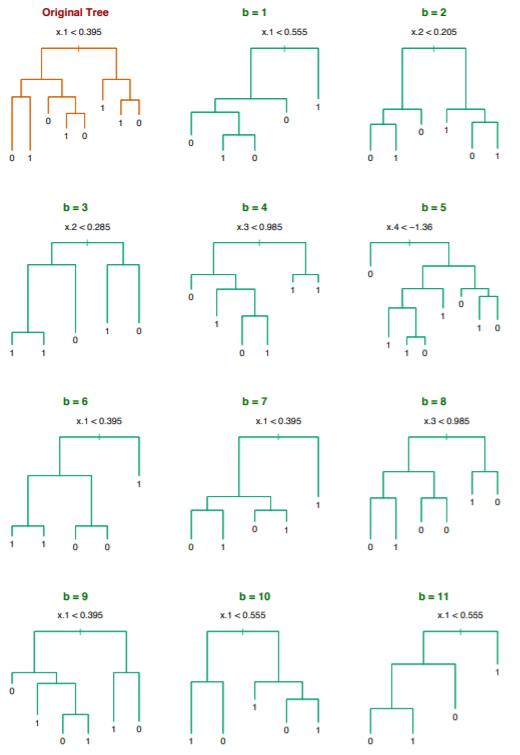 Original Tree
b = 1
b = 2
x.1 < 0.395
x.1 < 0.555
x.2 < 0.205
0 1
0
1 0
1
1 0
0
1 0
0
1
0 1
0
1
0 1
b = 3
b = 4
b = 5
x.2 < 0.285
x.3 < 0.985
x.4 < −1.36
1 1
0
1 0
0
1
0 1
1 1
0
1
1 0
1
0
1 0
b = 6
b = 7
b = 8
x.1 < 0.395
x.1 < 0.395
x.3 < 0.985
1 1
0 0
1
0 1
0 1
1
0 1
0 0
1 0
b = 9
b = 10
b = 11
x.1 < 0.395
x.1 < 0.555
x.1 < 0.555
0
1
0 1
1 0
1 0
1
0 1
0 1
0
1